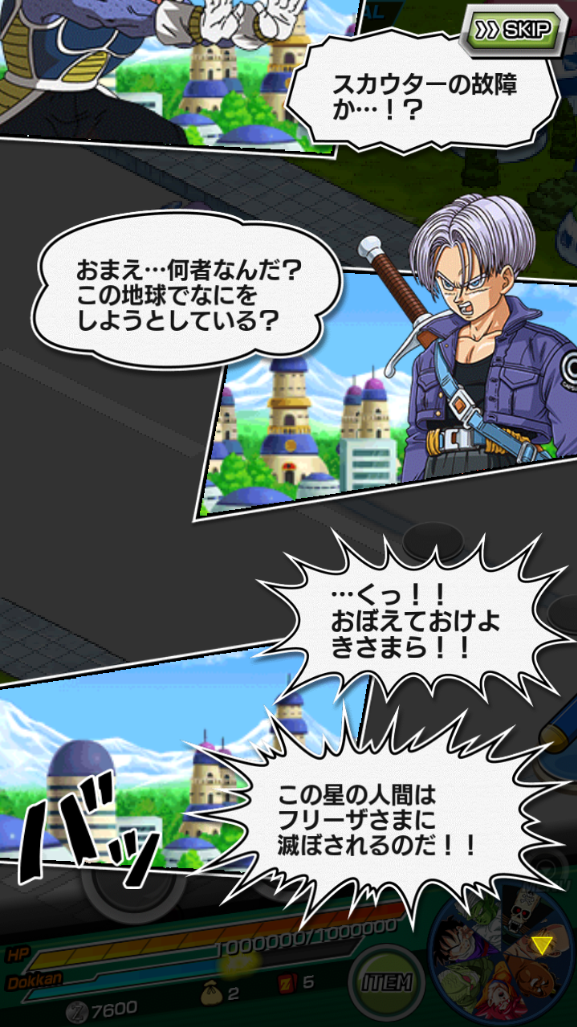 SKIP
スカウターの故障
か…！？
おまえ…何者なんだ？
この地球でなにを
しようとしている？
…くっ！！
おぼえておけよ
きさまら！！
この星の人間は
フリーザさまに
滅ぼされるのだ！！
バッ
HP
1000000/1000000
Dokkan
7600
2
5
ITEM